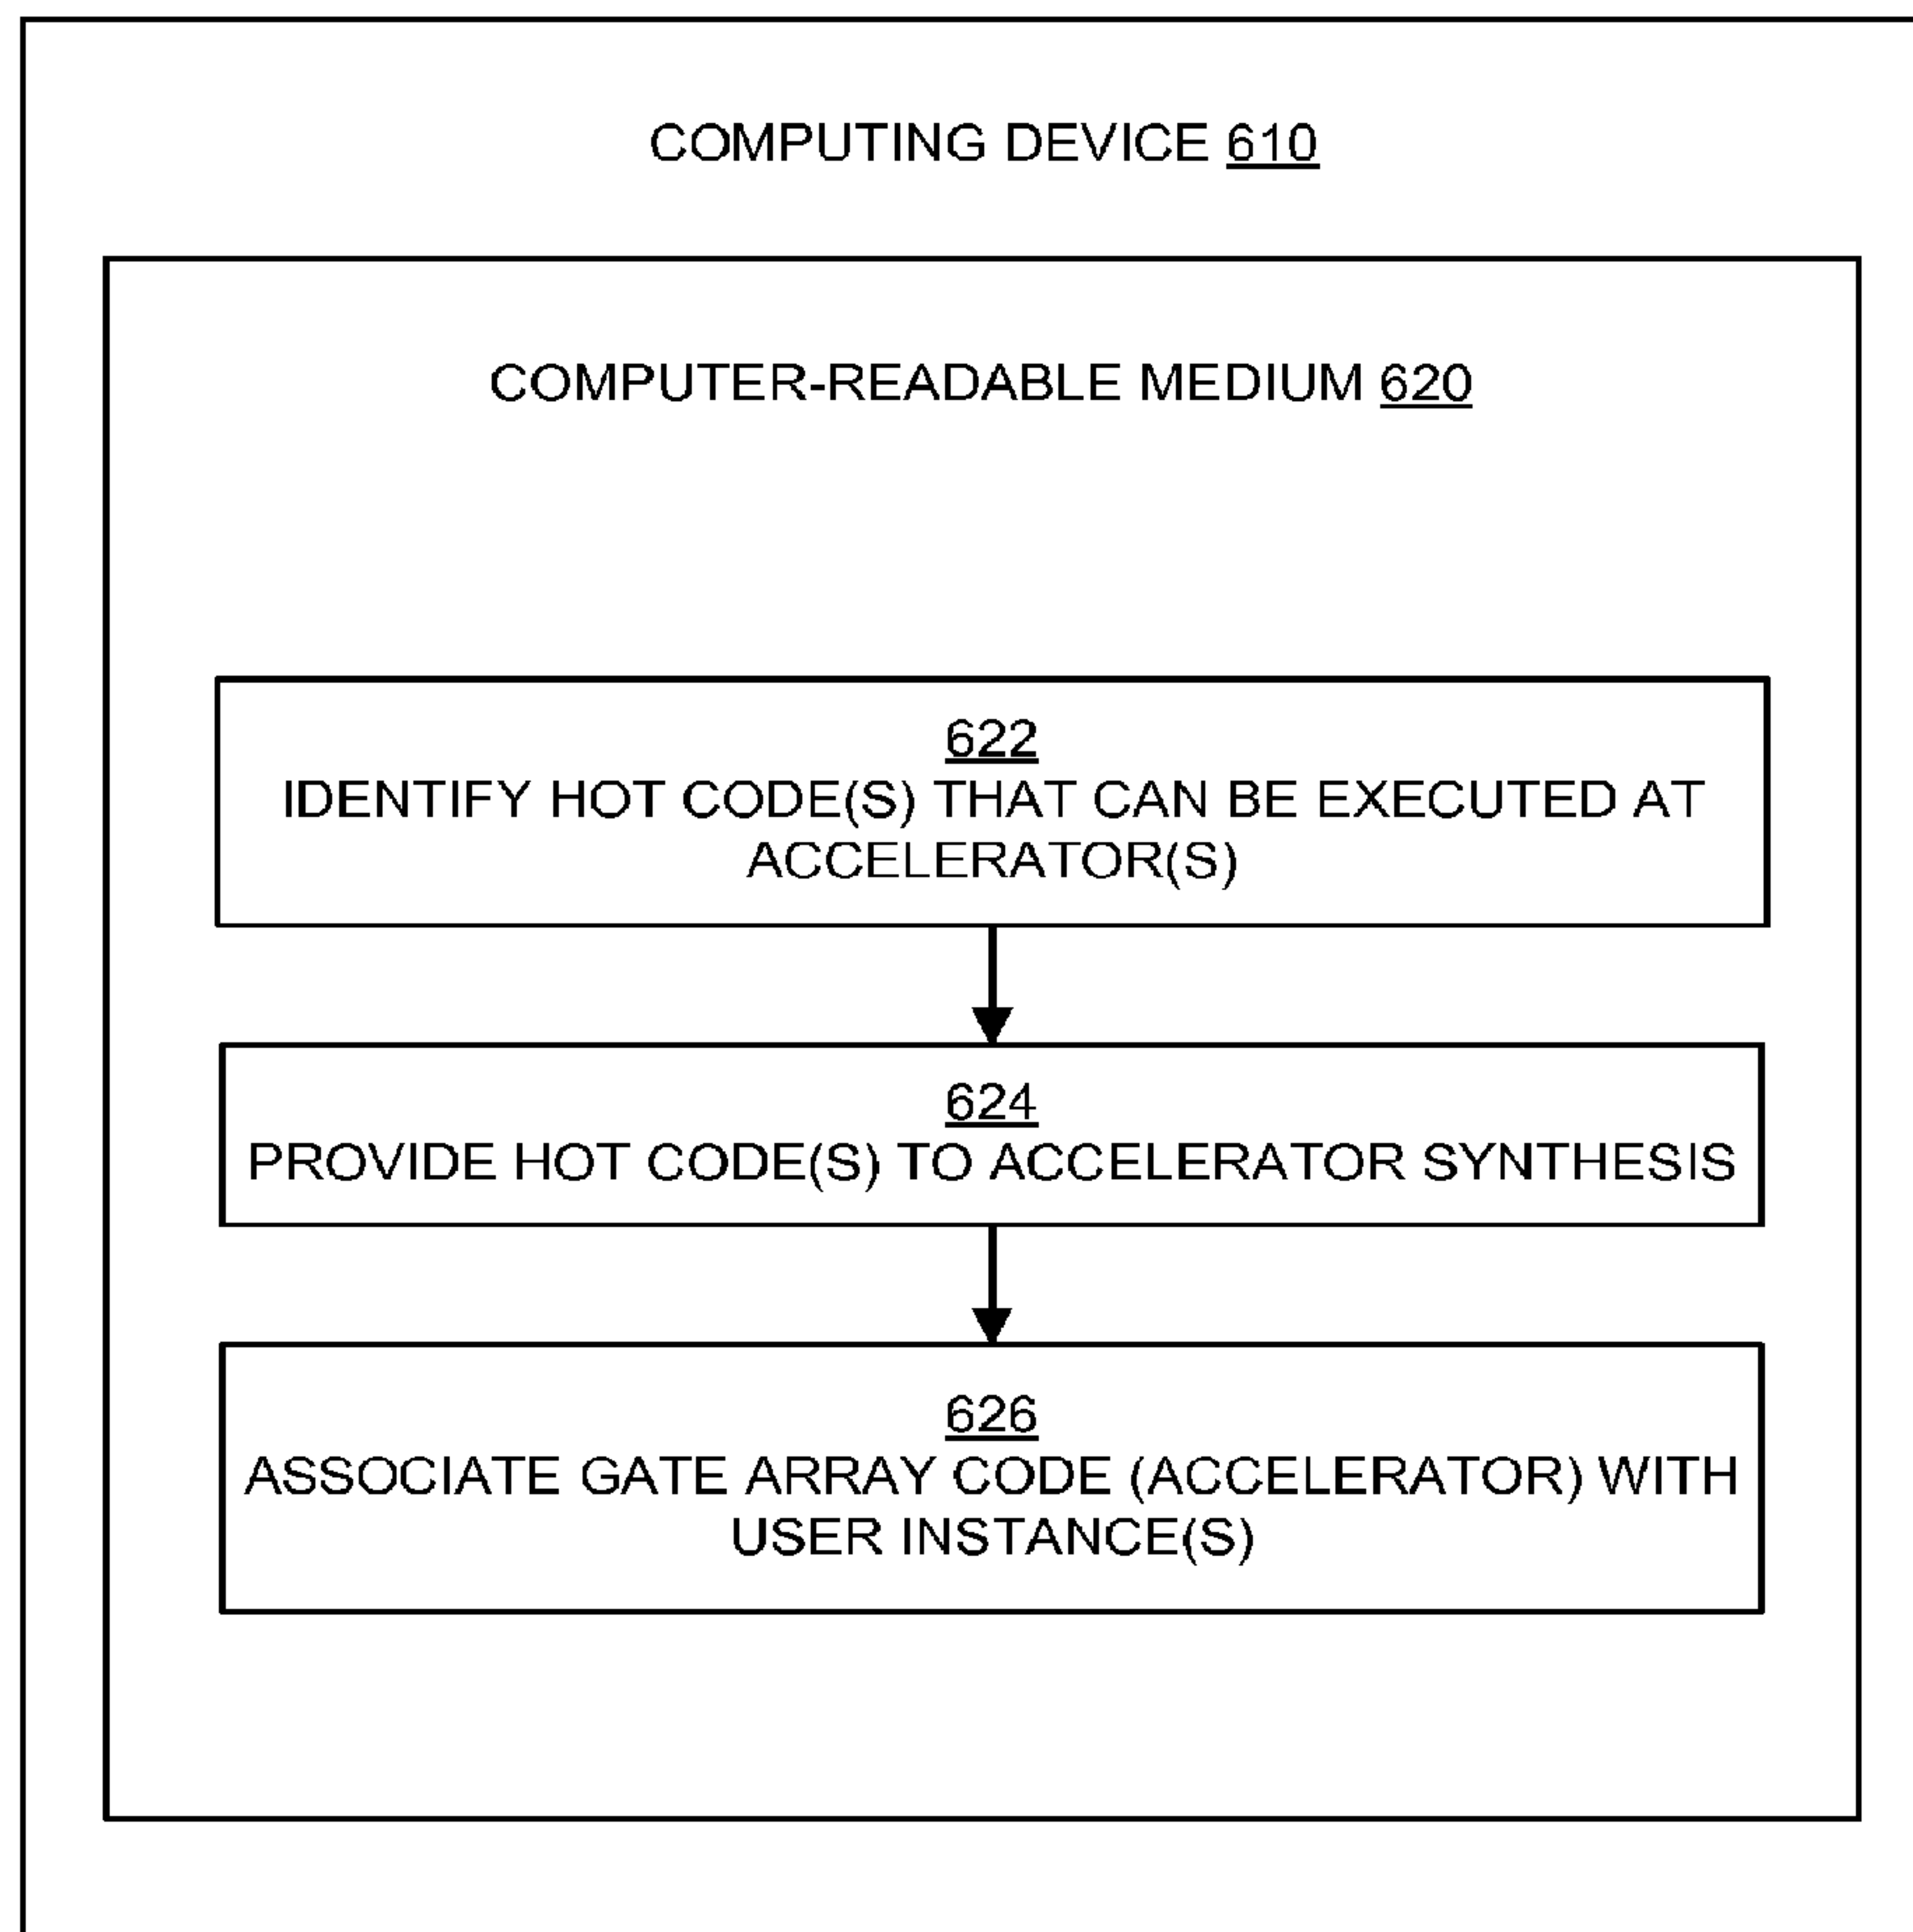 COMPUTING DEVICE 610
COMPUTER-READABLE MEDIUM 620
622
IDENTIFY HOT CODE(S) THAT CAN BE EXECUTED AT
ACCELERATOR(S)
624
PROVIDE HOT CODE(S) TO ACCELERATOR SYNTHESIS
626
ASSOCIATE GATE ARRAY CODE (ACCELERATOR) WITH
USER INSTANCE(S)